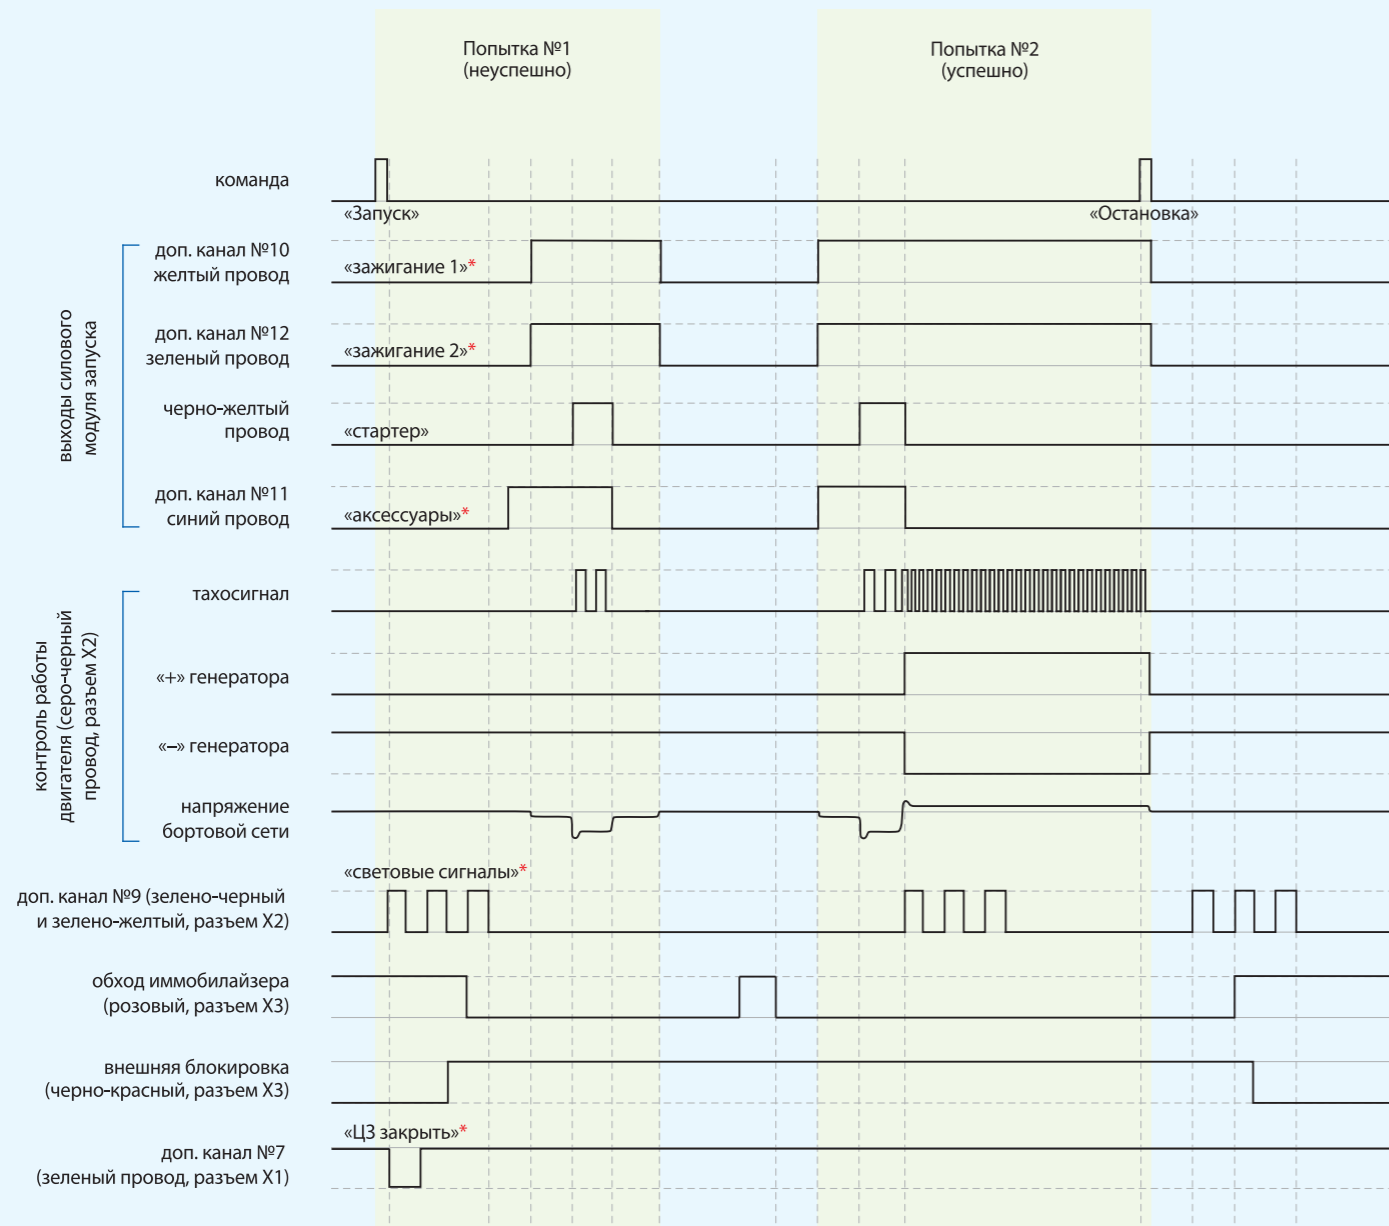 Попытка №1
(неуспешно)
Попытка №2
(успешно)
команда
«Запуск»
«Остановка»
выходы силового
модуля запуска
доп. канал №10
желтый провод
«зажигание 1»*
доп. канал №12
зеленый провод
«зажигание 2»*
черно-желтый
провод
«стартер»
доп. канал №11
синий провод
«аксессуары»*
контроль работы
двигателя (серо-черный
провод, разъем X2)
тахосигнал
«+» генератора
«–» генератора
напряжение
бортовой сети
«световые сигналы»*
доп. канал №9 (зелено-черный
и зелено-желтый, разъем X2)
обход иммобилайзера
(розовый, разъем X3)
внешняя блокировка
(черно-красный, разъем X3)
«ЦЗ закрыть»*
доп. канал №7
(зеленый провод, разъем X1)